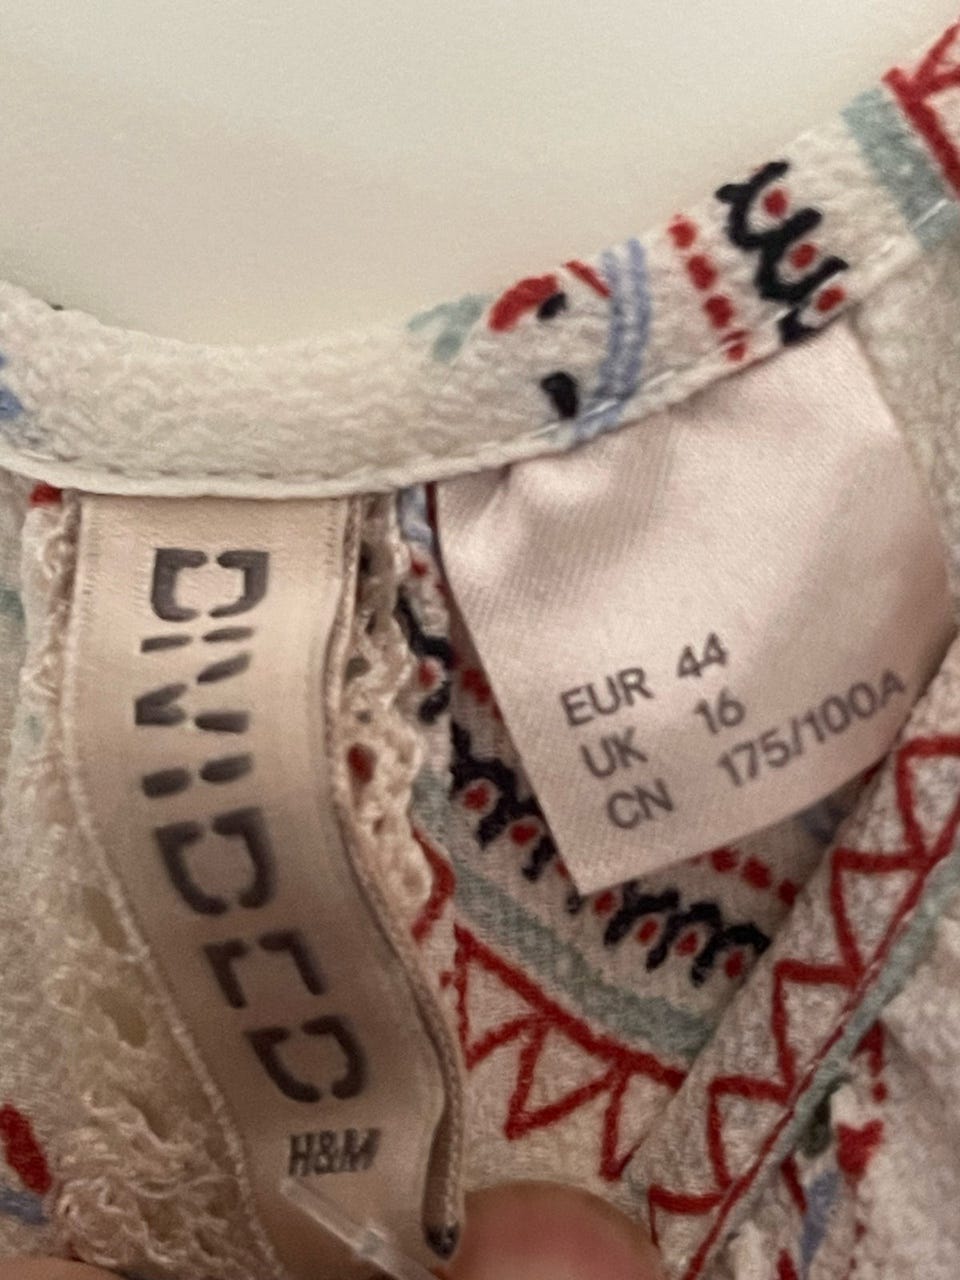 DIVIDED
H&M
EUR 44
UK 16
CN 175/100A